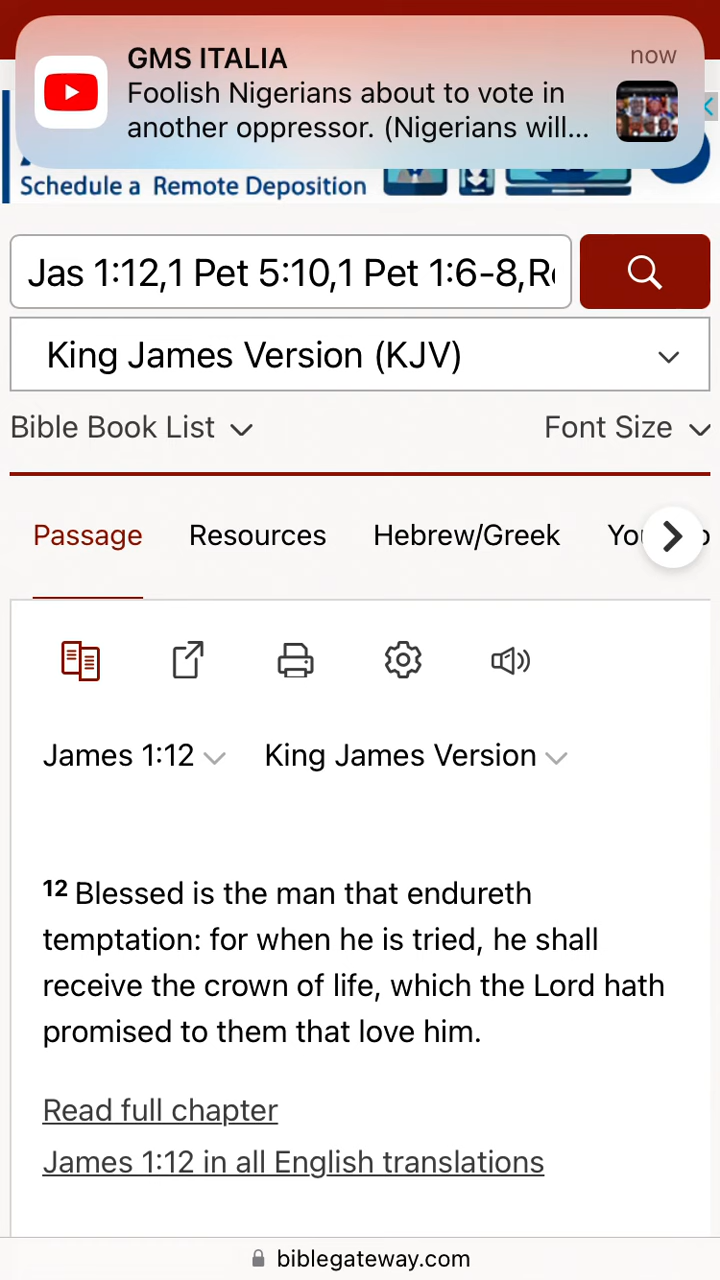 GMS ITALIA
now
Foolish Nigerians about to vote in
another oppressor. (Nigerians will...
Schedule a Remote Deposition
Jas 1:12,1 Pet 5:10,1 Pet 1:6-8,R
King James Version (KJV)
Bible Book List
Font Size
Passage Resources Hebrew/Greek
James 1:12 King James Version
12 Blessed is the man that endureth
temptation: for when he is tried, he shall
receive the crown of life, which the Lord hath
promised to them that love him.
Read full chapter
James 1:12 in all English translations
biblegateway.com